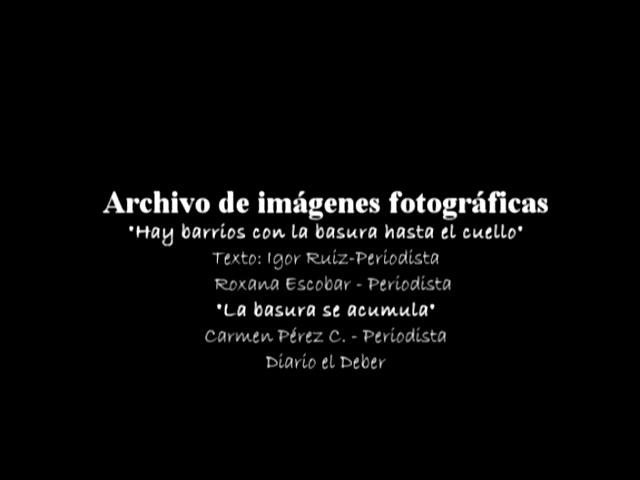 Archivo de imágenes fotográficas
"Hay barrios con la basura hasta el cuello"
Texto: Igor Ruiz-Periodista
Roxana Escobar - Periodista
"La basura se acumula"
Carmen Pérez C. - Periodista
Diario el Deber